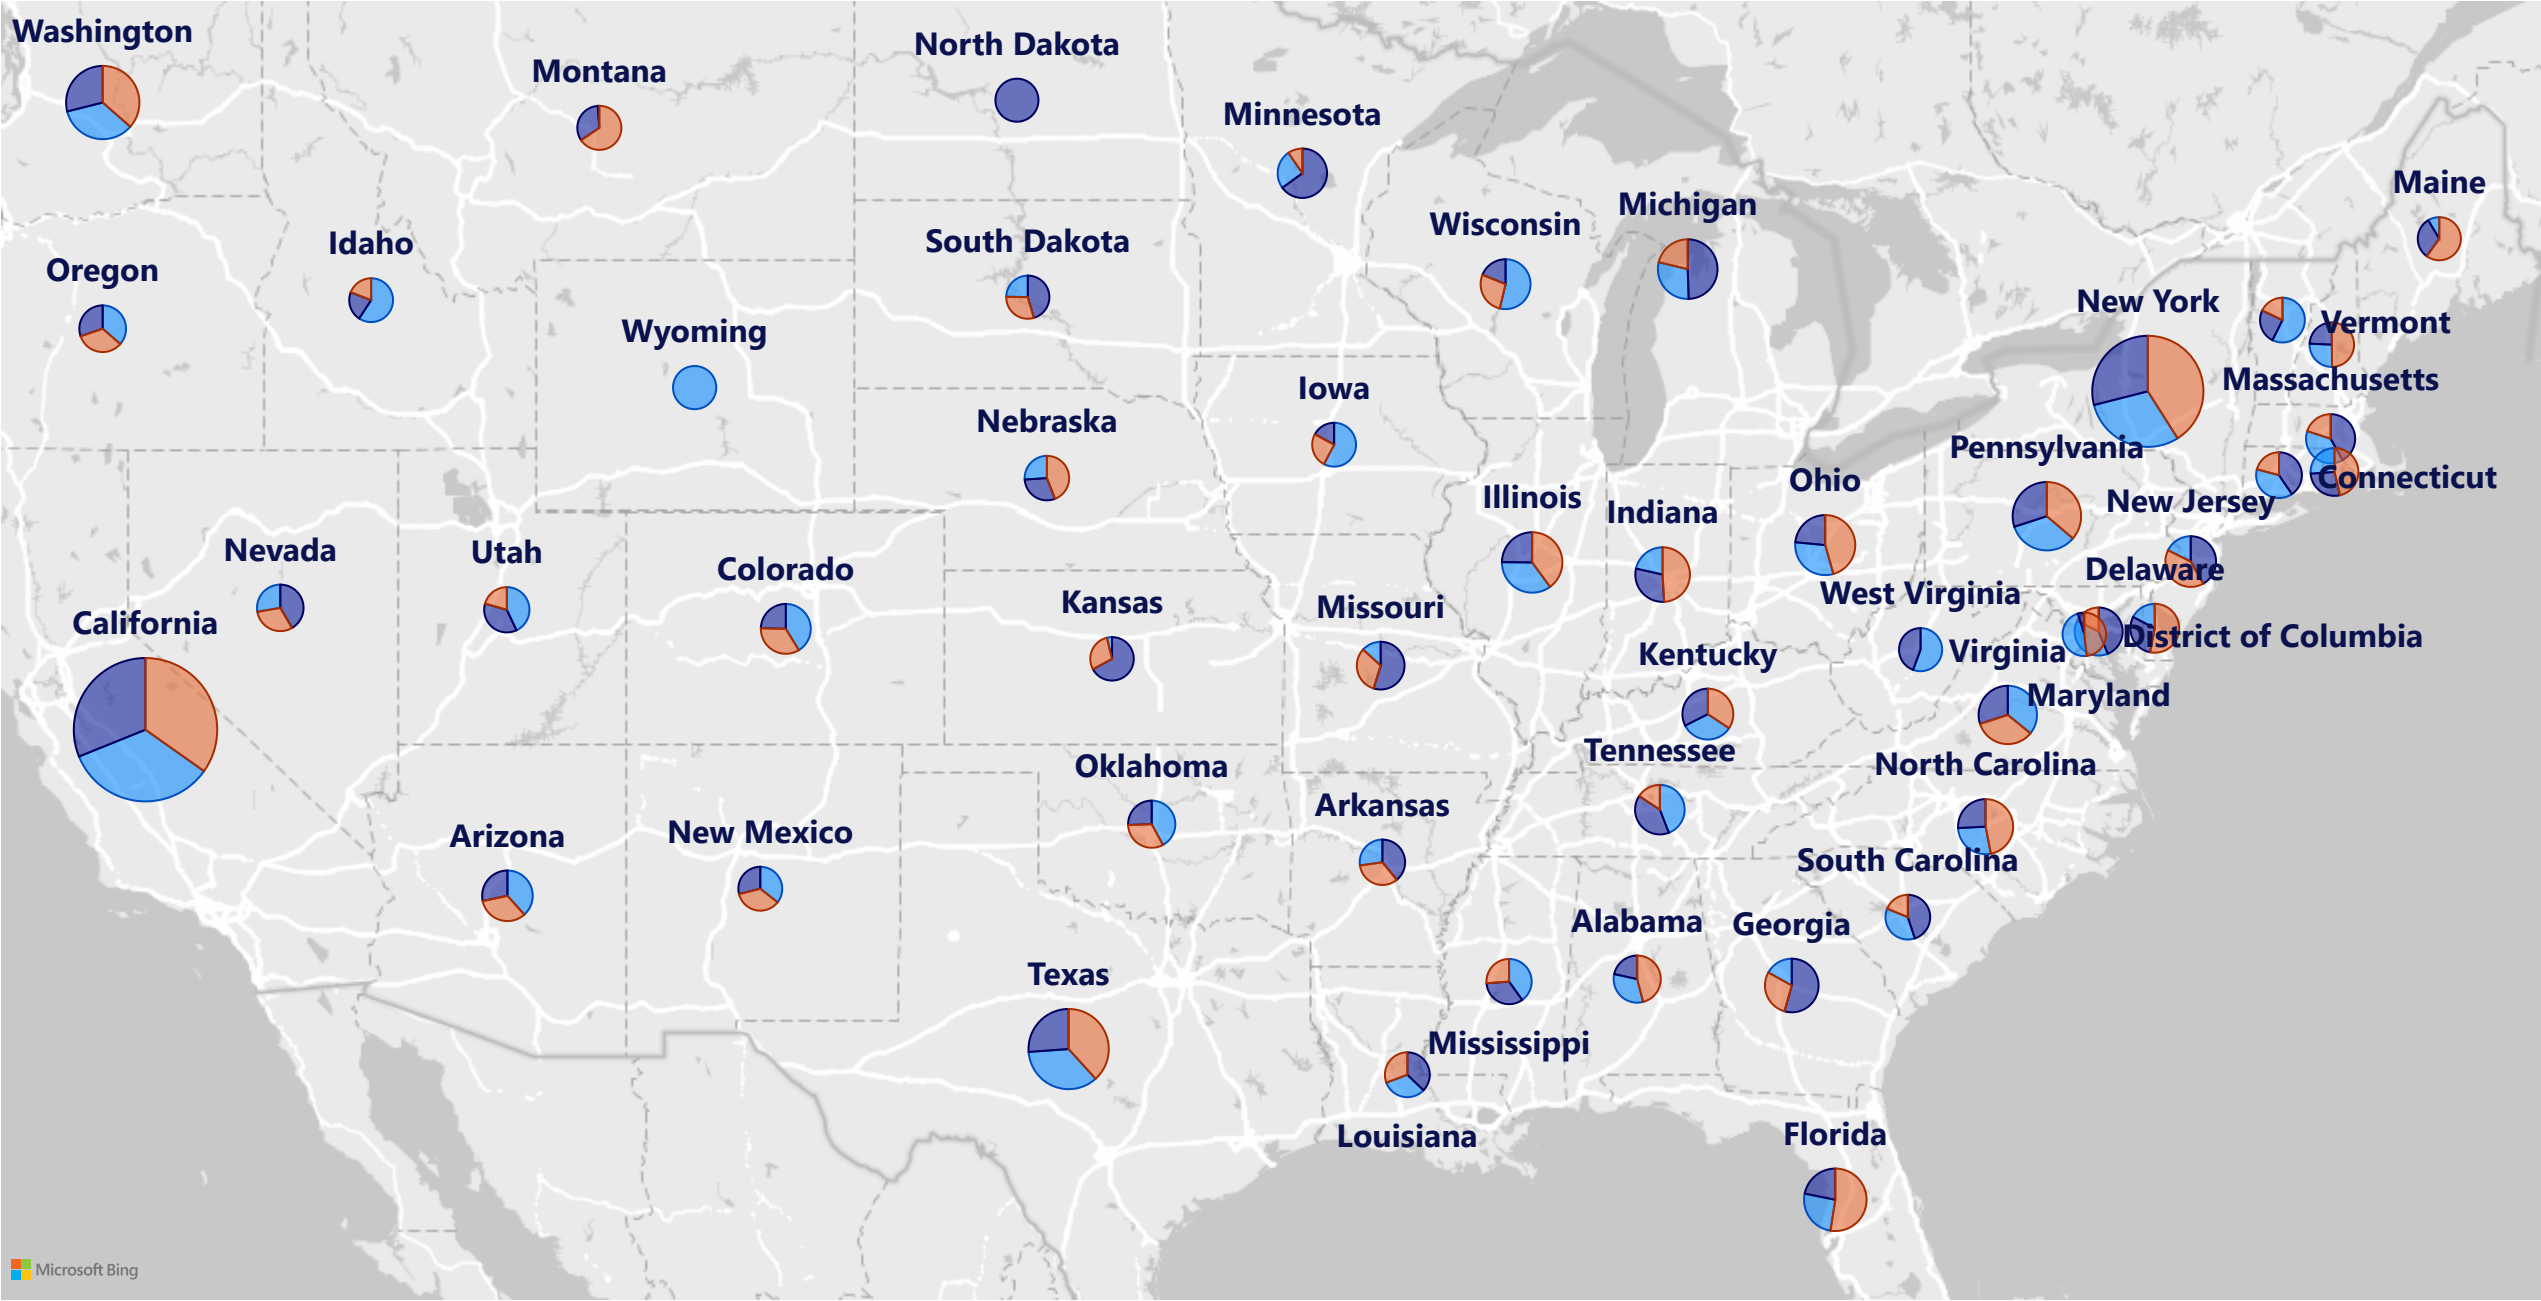 Washington
North Dakota
Montana
Minnesota
Maine
Michigan
Wisconsin
South Dakota
Idaho
Oregon
New York
Vermont
Wyoming
Massachusetts
Iowa
Nebraska
Pennsylvania
Connecticut
Ohio
Illinois
New Jersey
Indiana
Nevada
Utah
Colorado
Delaware
West Virginia
Kansas
Missouri
California
District of Columbia
Virginia
Kentucky
Maryland
Tennessee
North Carolina
Oklahoma
Arkansas
New Mexico
Arizona
South Carolina
Alabama
Georgia
Texas
Mississippi
Florida
Louisiana
Microsoft Bing